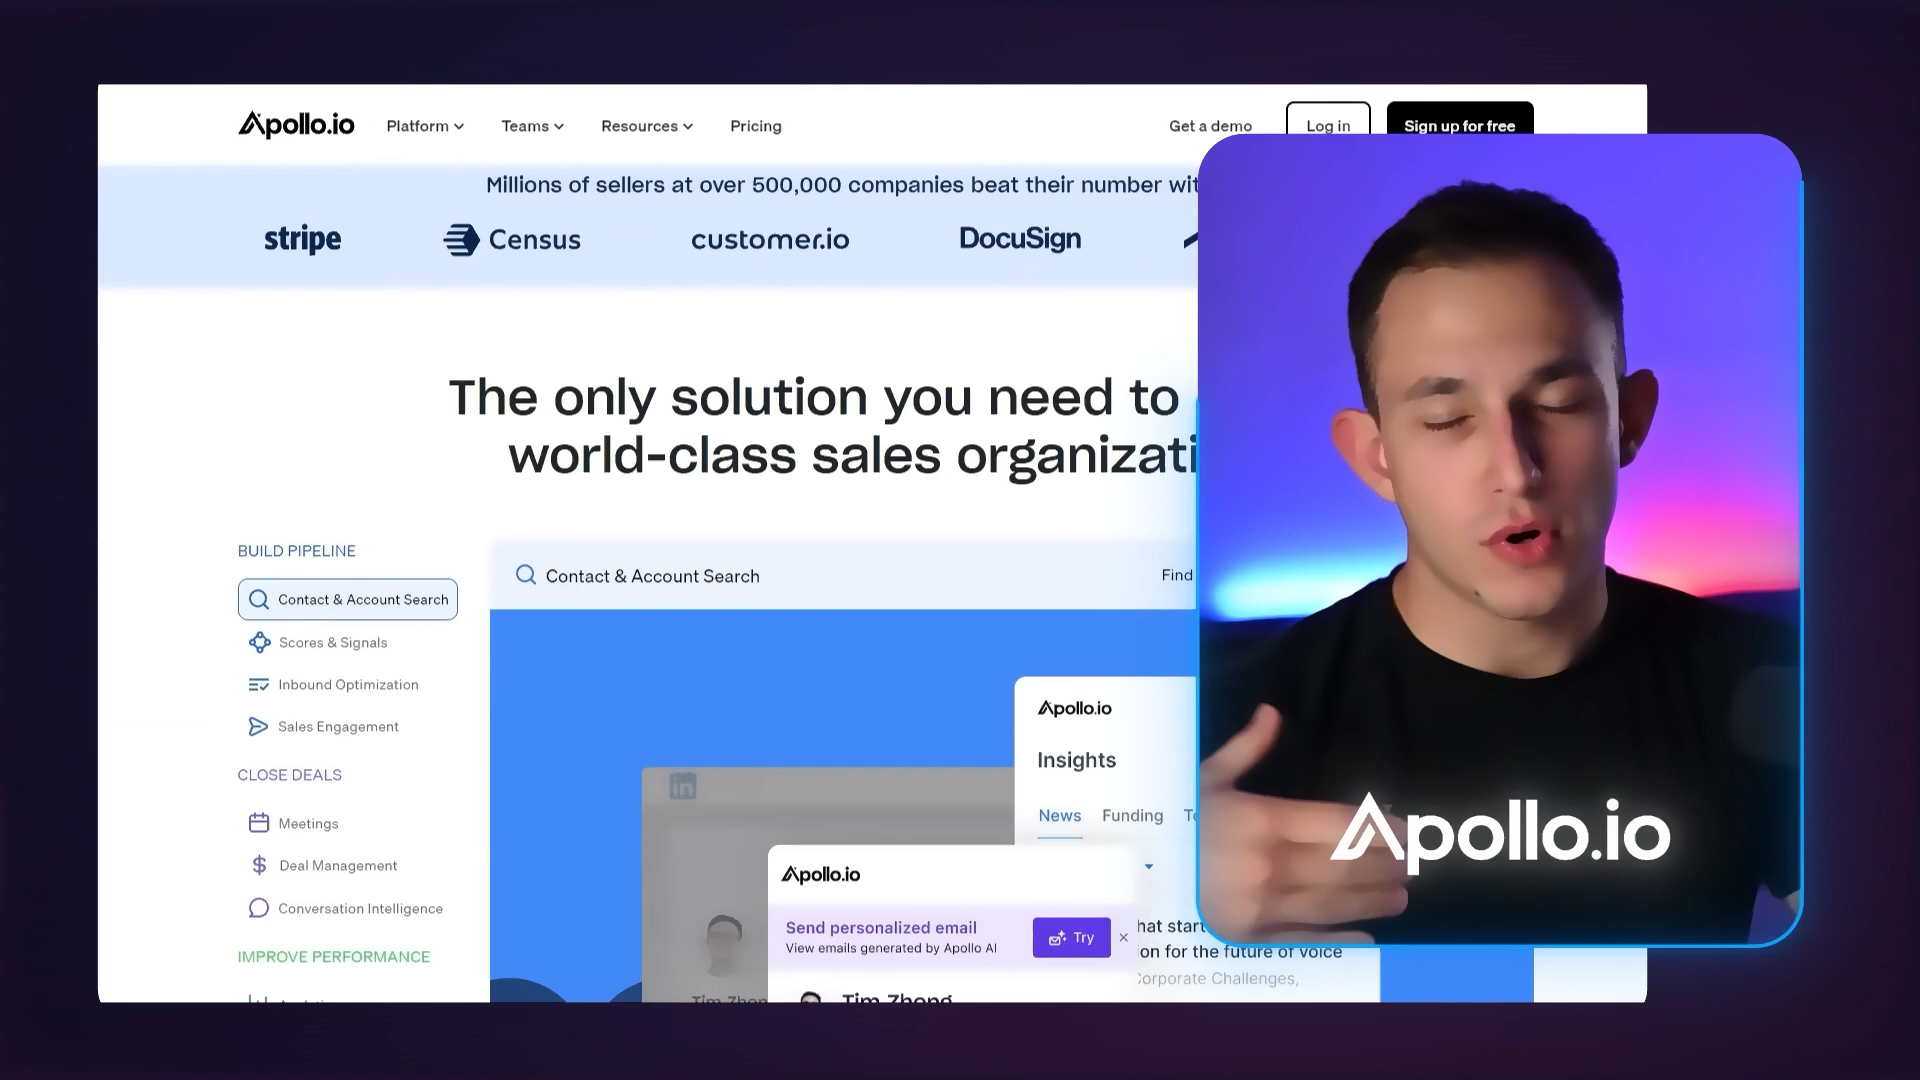 Apollo.io
Platform
Teams
Resources
Pricing
Get a demo
Log in
Sign up for free
Millions of sellers at over 500,000 companies beat their number wit
stripe
Census
customer.io
DocuSign
The only solution you need to
world-class sales organizati
BUILD PIPELINE
Contact & Account Search
Scores & Signals
Inbound Optimization
Sales Engagement
CLOSE DEALS
Meetings
Deal Management
Conversation Intelligence
IMPROVE PERFORMANCE
Contact & Account Search
Find
in
Apollo.io
Insights
News
Funding
Apollo.io
Send personalized email
View emails generated by Apollo AI
Try
hat start
on for the future of voice
Corporate Challenges,
Tim Zhong
Tim Zhong
Apollo.io